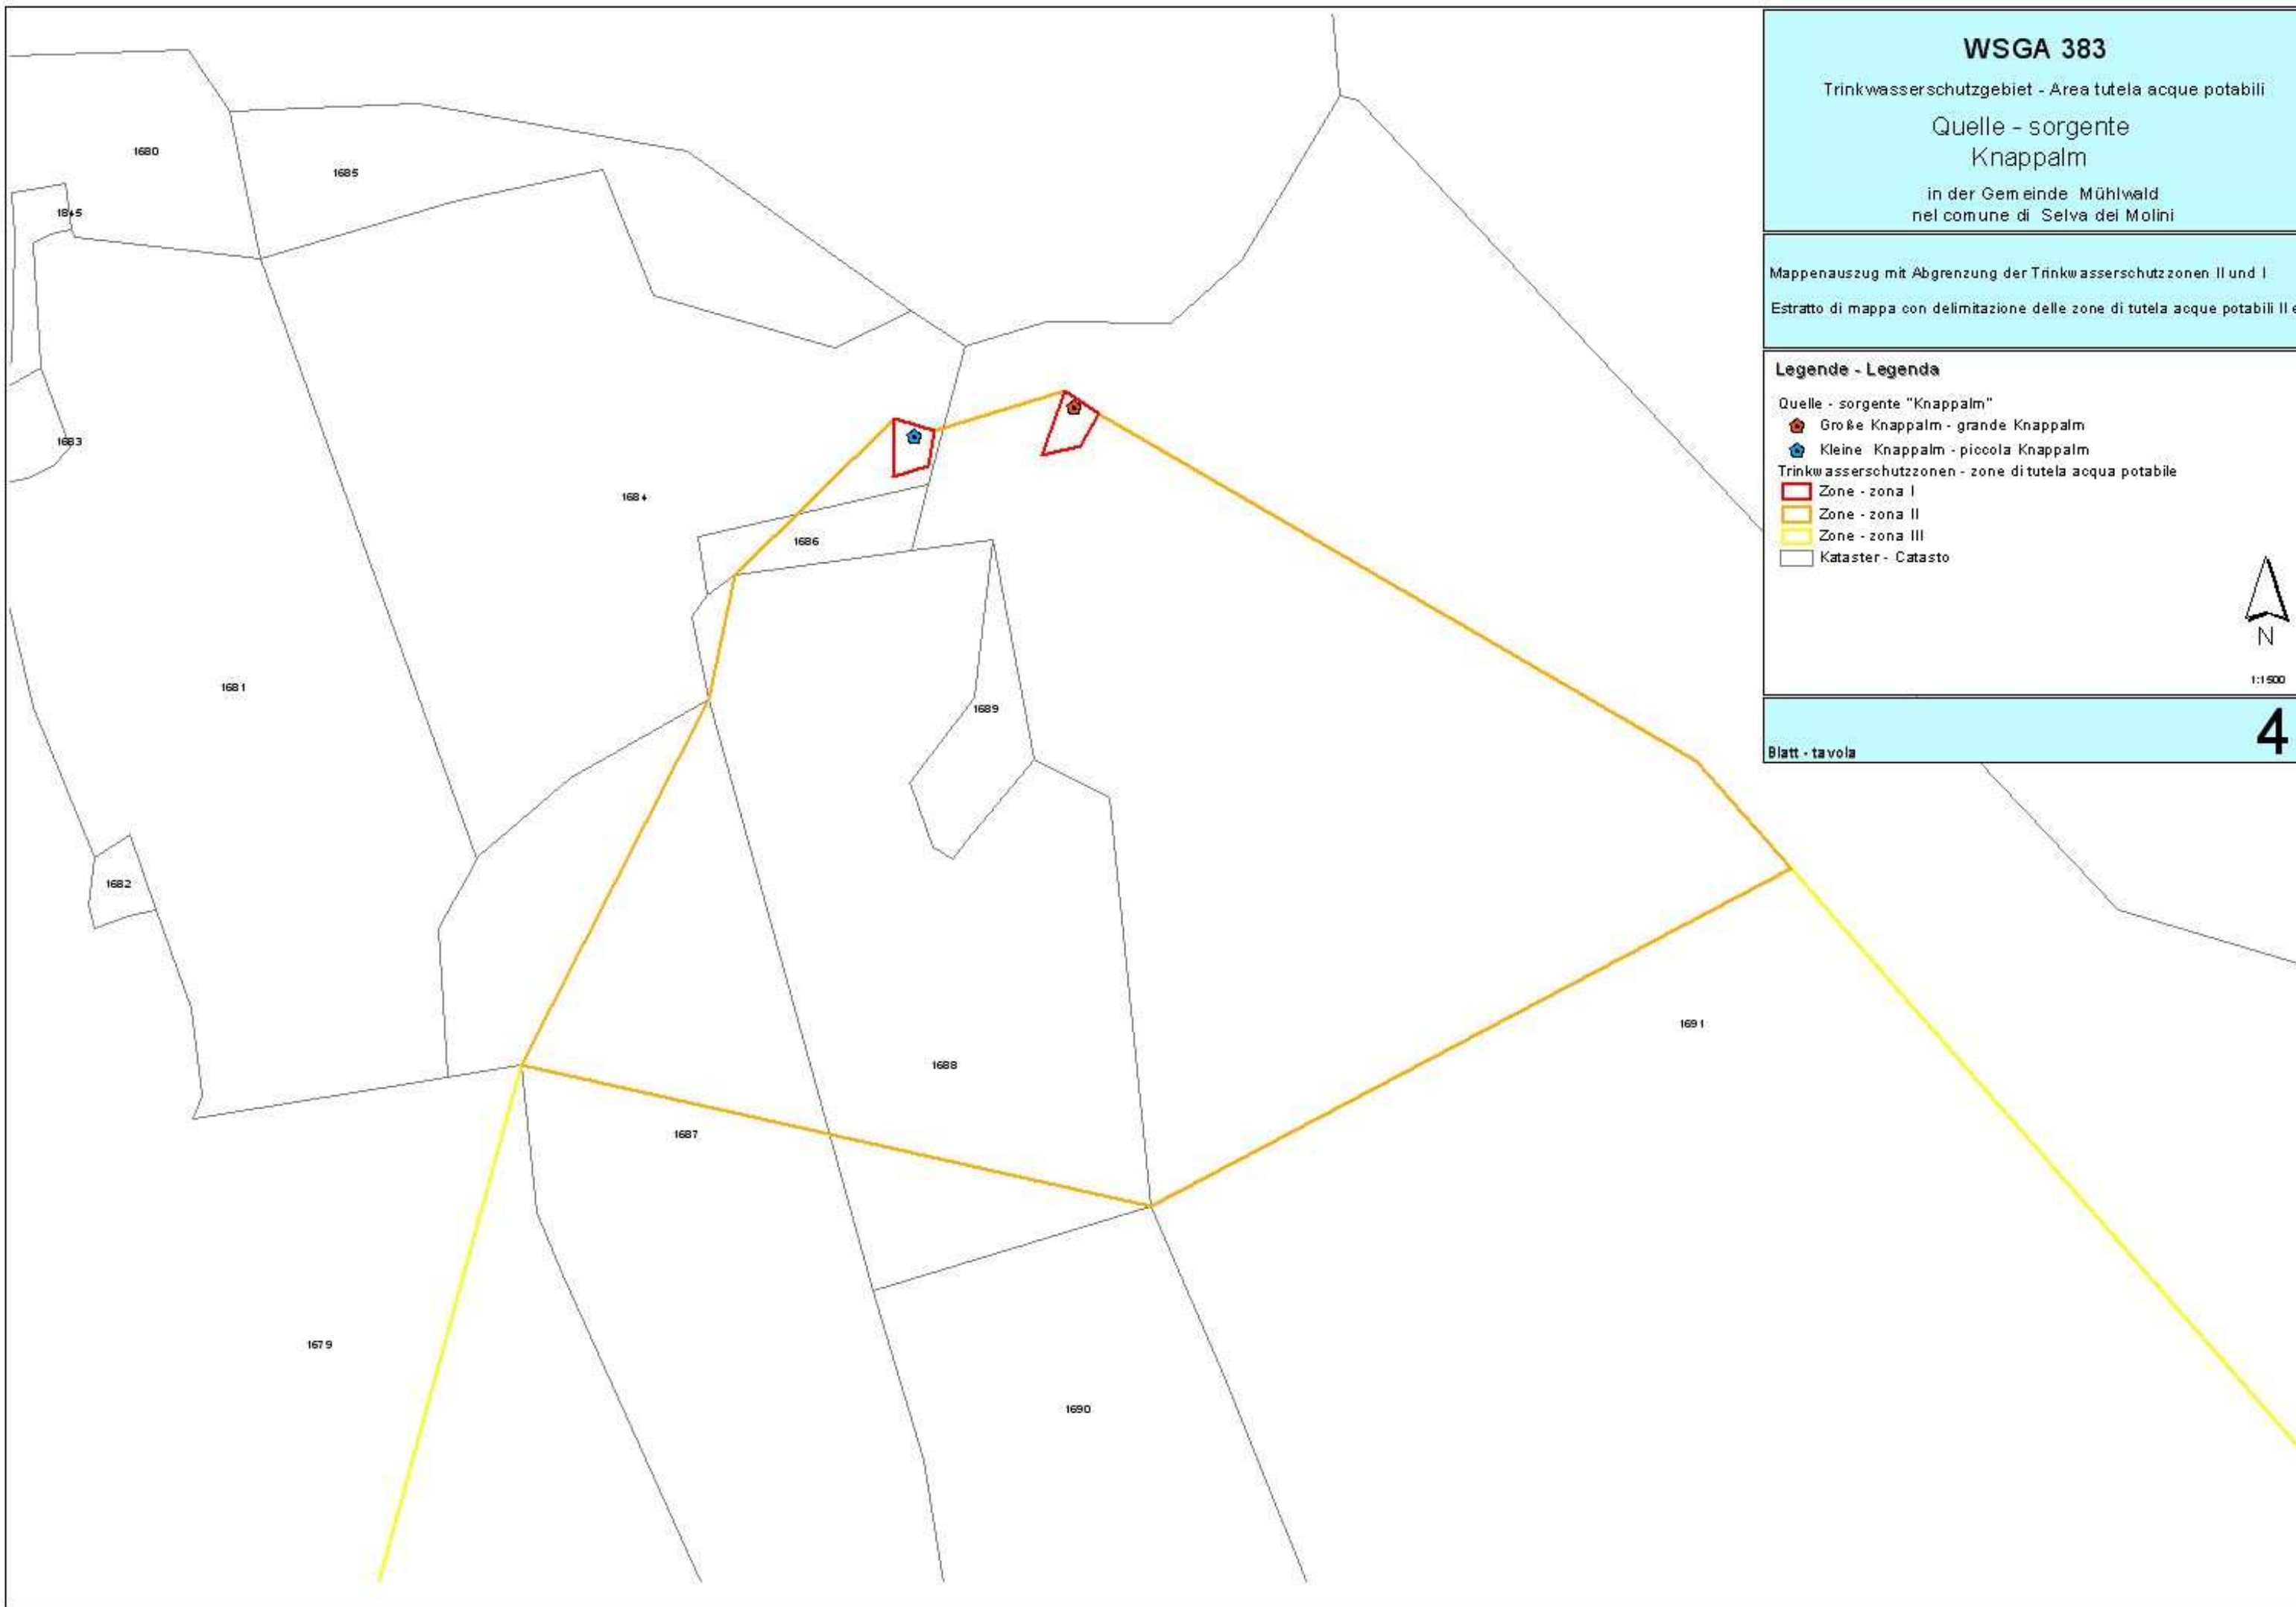 WSGA 383
Trinkwasserschutzgebiet - Area tutela acque potabili
Quelle - sorgente
Knappalm
in der Gemeinde Mühlwald
nel comune di Selva dei Molini
Mappenauszug mit Abgrenzung der Trinkwasserschutzzonen II und I
Estratto di mappa con delimitazione delle zone di tutela acque potabili II e
Legende - Legenda
Quelle - sorgente "Knappalm"
Große Knappalm - grande Knappalm
Kleine Knappalm - piccola Knappalm
Trinkwasserschutzzonen - zone di tutela acqua potabile
Zone - zona I
Zone - zona II
Zone - zona III
Kataster - Catasto
N
1:1500
4
Blatt - tavola
1680
1685
1845
1683
1684
1686
1681
1689
1682
1691
1688
1687
1679
1690